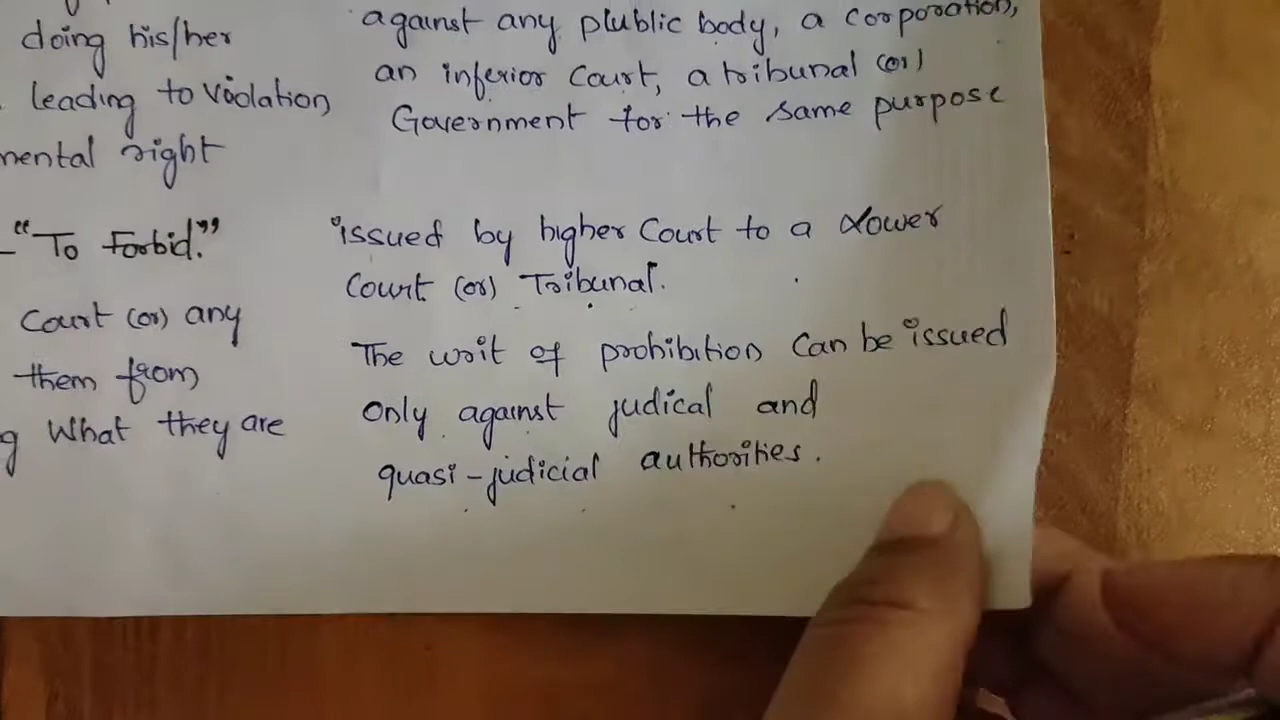 doing his/her
leading to violation
mental right
against any plublic body, a corporation,
an inferior Court, a tribunal (or)
Government for the same purpose
"To Forbid."
Court (or) any
them from
g What they are
issued by higher Court to a Lower
Court (or) Tribunal.
The writ of prohibition Can be issued
Only against judical and
quasi-judicial authorities.